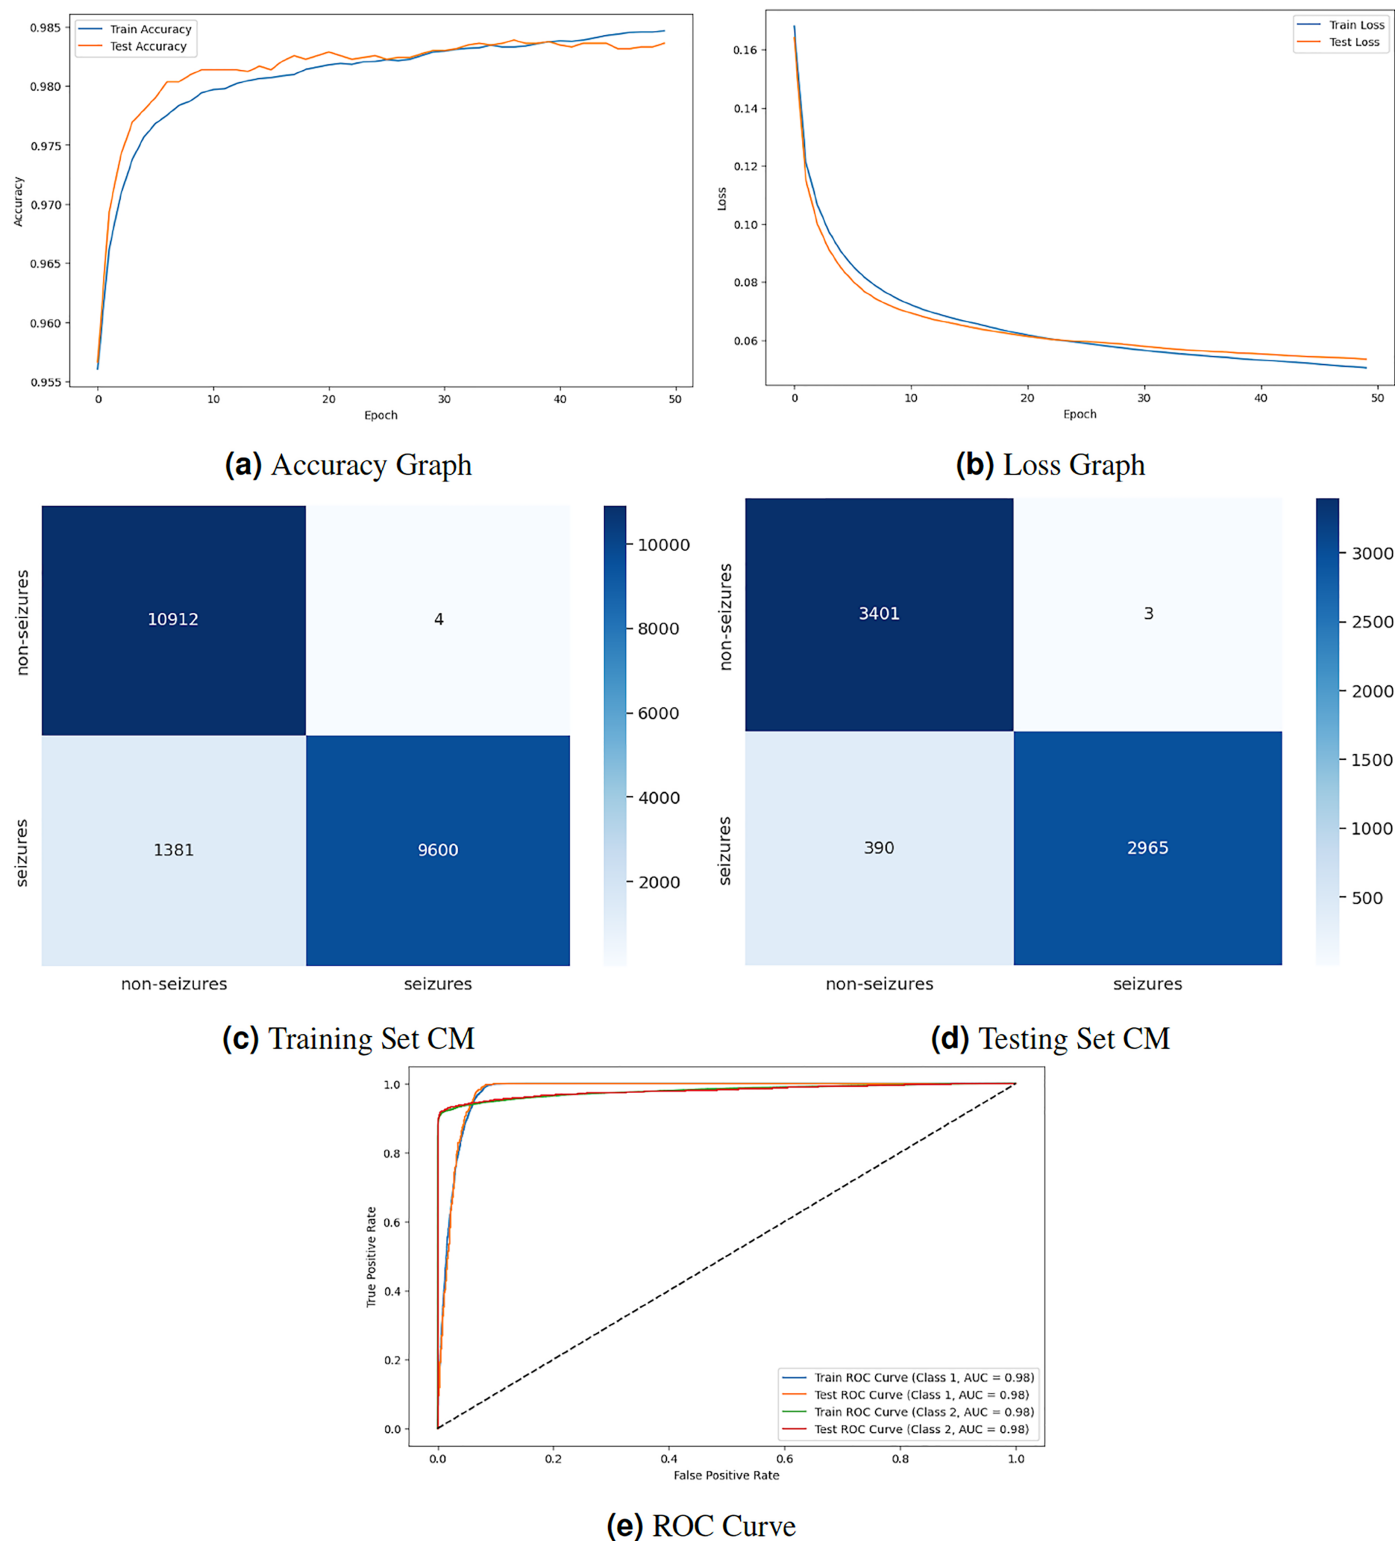 0.985
0.980
0.975
0.970
0.965
0.960
0.955
Accuracy
Train Accuracy
Test Accuracy
0 10 20 30 40 50
Epoch
(a) Accuracy Graph
0.16
0.14
0.12
0.10
0.08
0.06
Loss
Train Loss
Test Loss
0 10 20 30 40 50
Epoch
(b) Loss Graph
non-seizures
10912 4
seizures
1381 9600
non-seizures seizures
10000
8000
6000
4000
2000
(c) Training Set CM
non-seizures
3401 3
seizures
390 2965
non-seizures seizures
3000
2500
2000
1500
1000
500
(d) Testing Set CM
1.0
0.8
0.6
0.4
0.2
0.0
True Positive Rate
Train ROC Curve (Class 1, AUC = 0.98)
Test ROC Curve (Class 1, AUC = 0.98)
Train ROC Curve (Class 2, AUC = 0.98)
Test ROC Curve (Class 2, AUC = 0.98)
0.0 0.2 0.4 0.6 0.8 1.0
False Positive Rate
(e) ROC Curve